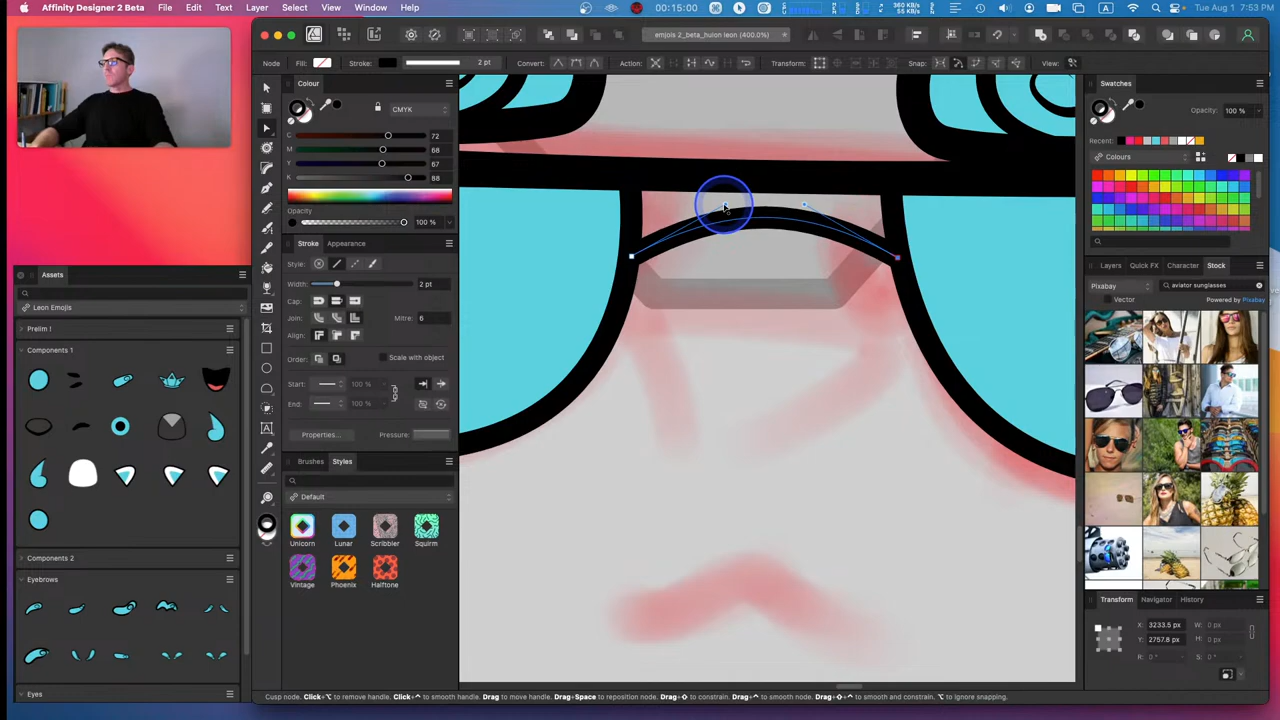 Affinity Designer 2 Beta File Edit Text Layer Select View Window Help
00:15:00
360 KB/s
55 KB/s
Tue Aug 1 7:53 PM
emjois 2_beta_huion leon (400.0%)
Node Fill: Stroke: 2 pt Convert: Action: Transform: Snap: View:
Colour
CMYK
C 72
M 68
Y 67
K 88
Opacity
100 %
Stroke Appearance
Style:
Width: 2 pt
Cap:
Join: Mitre: 6
Align:
Order: Scale with object
Start: 100 %
End: 100 %
Properties... Pressure:
Brushes Styles
Default
Unicorn Lunar Scribbler Squirm
Vintage Phoenix Halftone
Assets
Leon Emojis
Prelim !
Components 1
Components 2
Eyebrows
Eyes
Swatches
Opacity: 100 %
Recent:
Colours
Layers Quick FX Character Stock
Pixabay aviator sunglasses
Vector Powered by Pixabay
Transform Navigator History
X: 3233.5 px W: 0 px
Y: 2757.8 px H: 0 px
R: 0 ° S: 0 °
Cusp node. Click+⌥ to remove handle. Click+⌃ to smooth handle. Drag to move handle. Drag+Space to reposition node. Drag+⇧ to constrain. Drag+⌃ to smooth node. Drag+⇧+⌃ to smooth and constrain. ⌥ to ignore snapping.